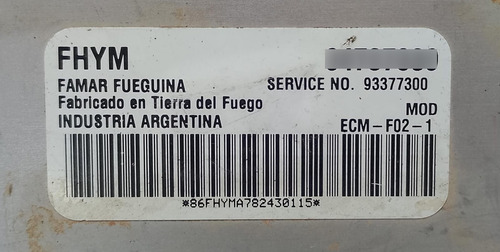 FHYM
FAMAR FUEGUINA
SERVICE NO. 93377300
Fabricado en Tierra del Fuego
MOD
INDUSTRIA ARGENTINA
ECM-F02-1
*86FHYMA782430115*